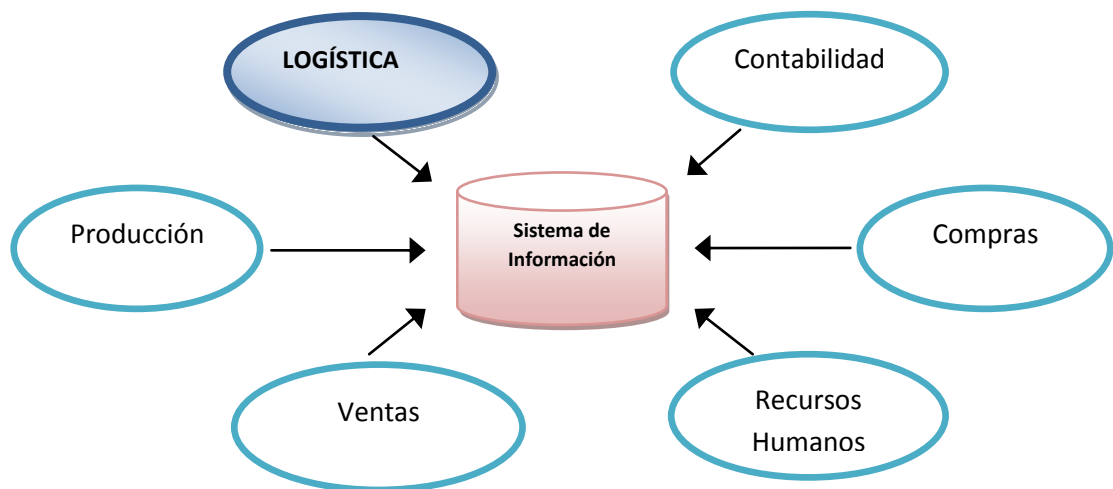 LOGÍSTICA
Contabilidad
Producción
Sistema de
Información
Compras
Ventas
Recursos
Humanos